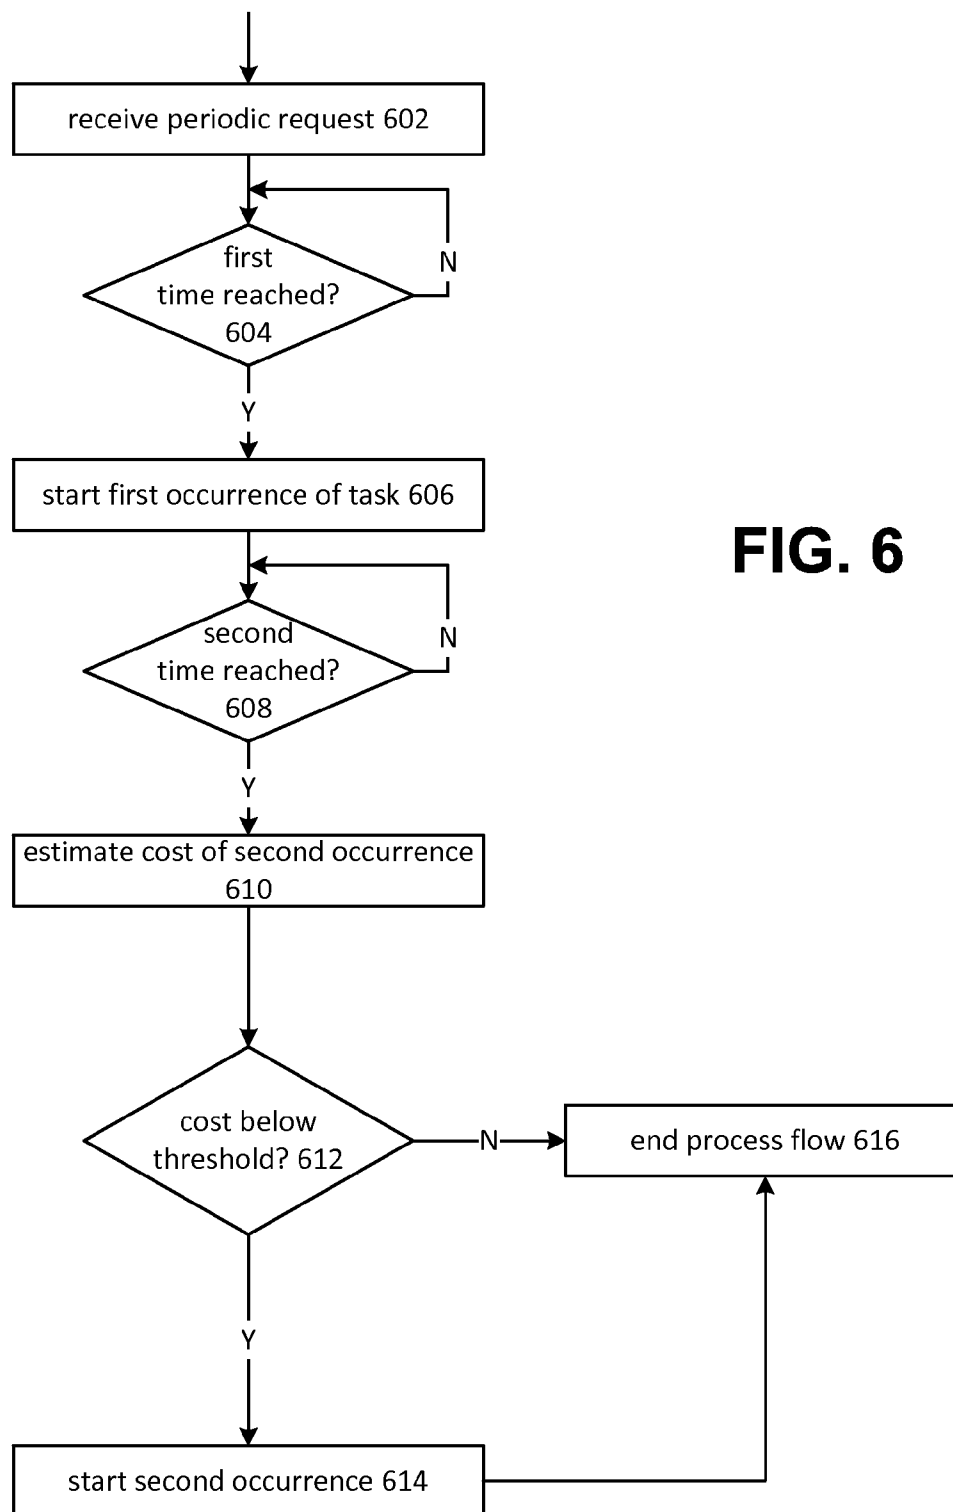 receive periodic request 602
N
first
time reached?
604
Y
start first occurrence of task 606
FIG. 6
N
second
time reached?
608
Y
estimate cost of second occurrence
610
cost below
threshold? 612
N
end process flow 616
Y
start second occurrence 614